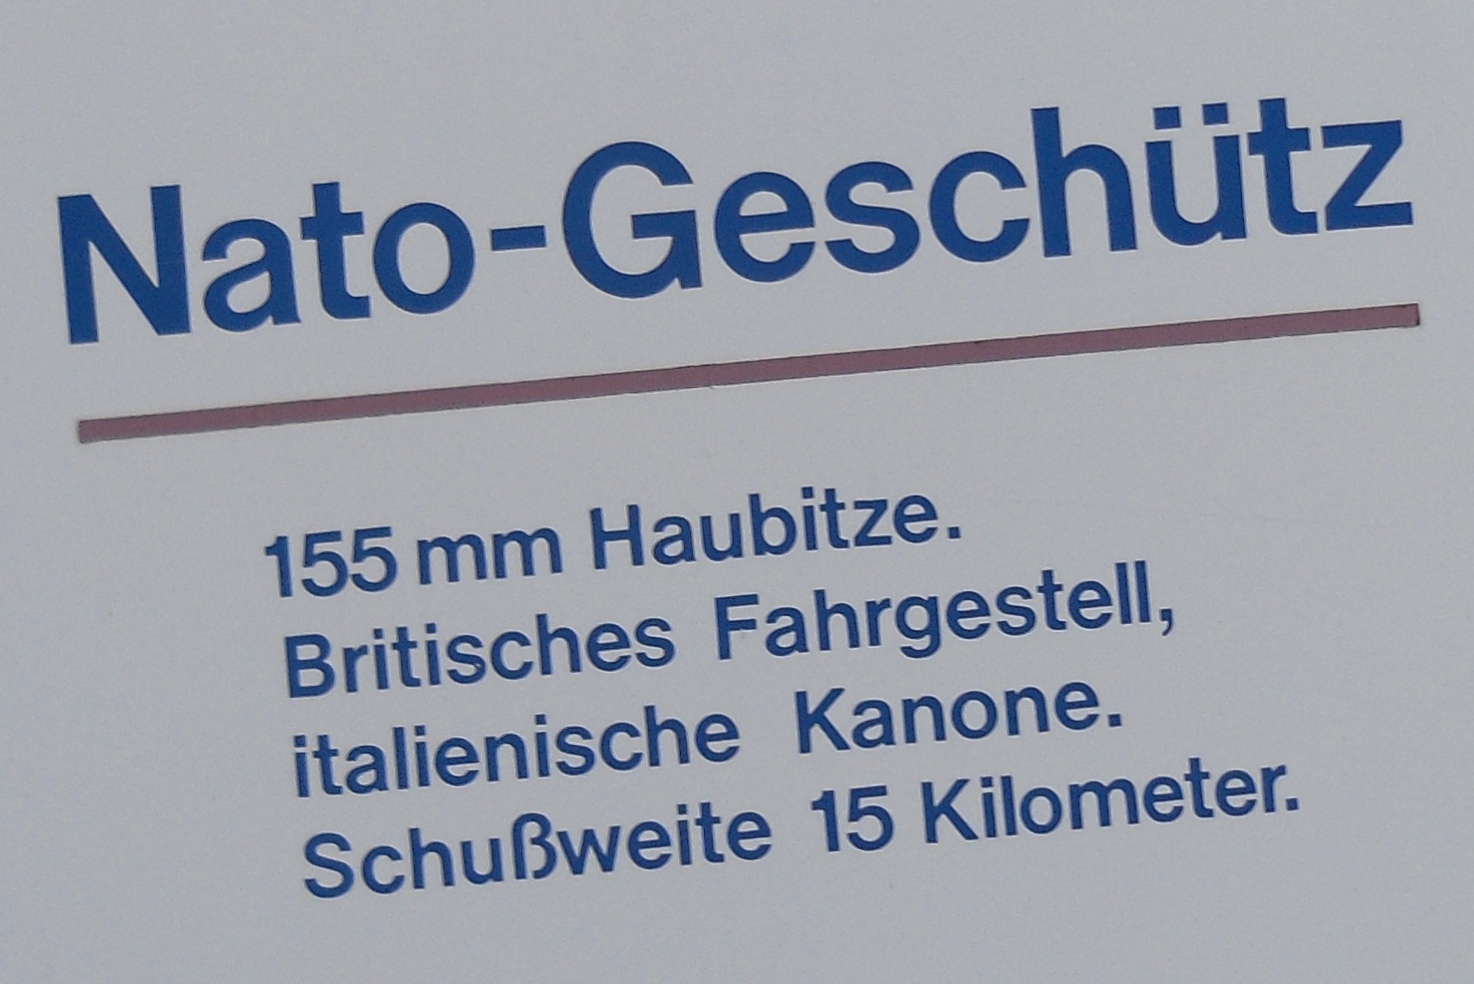 Nato-Geschütz
155 mm Haubitze.
Britisches Fahrgestell,
italienische Kanone.
Schußweite 15 Kilometer.